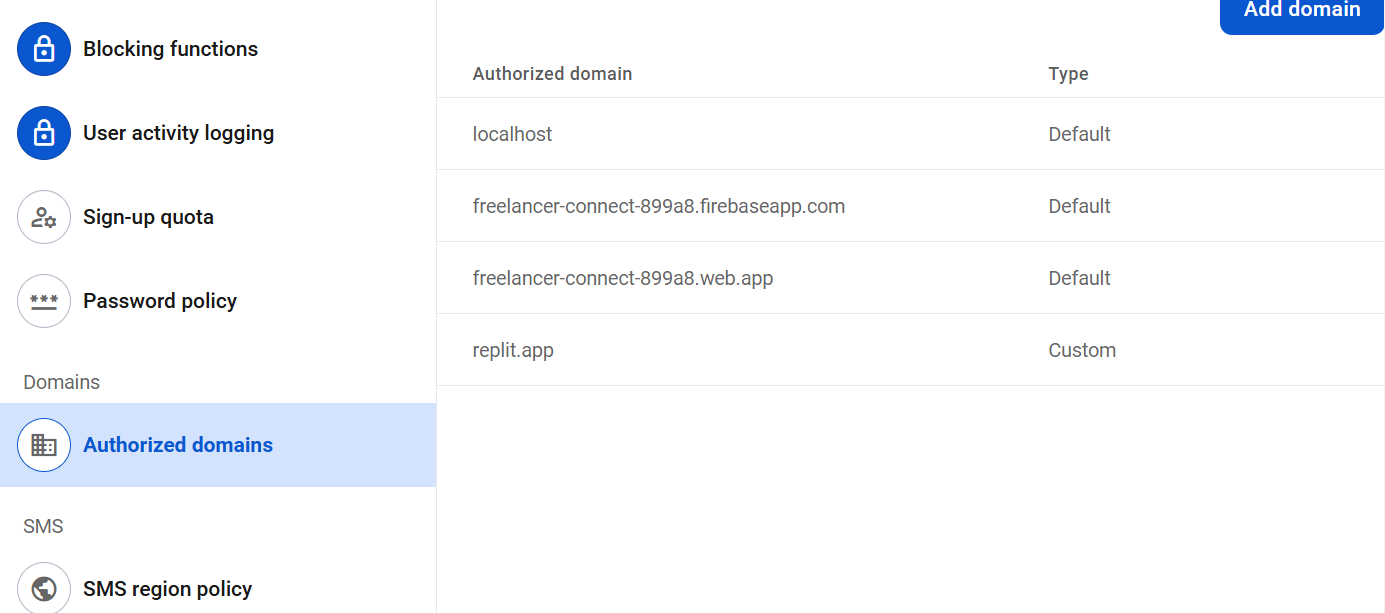 Blocking functions
User activity logging
Sign-up quota
Password policy
Domains
Authorized domains
SMS
SMS region policy
Add domain
Authorized domain Type
localhost Default
freelancer-connect-899a8.firebaseapp.com Default
freelancer-connect-899a8.web.app Default
replit.app Custom